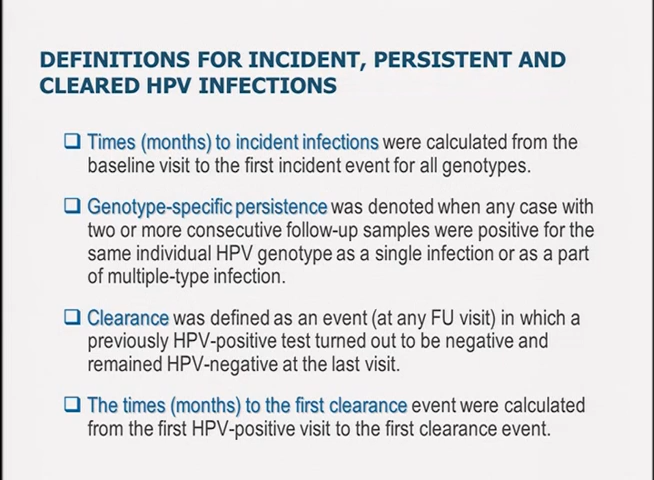 DEFINITIONS FOR INCIDENT, PERSISTENT AND
CLEARED HPV INFECTIONS
Times (months) to incident infections were calculated from the
baseline visit to the first incident event for all genotypes.
Genotype-specific persistence was denoted when any case with
two or more consecutive follow-up samples were positive for the
same individual HPV genotype as a single infection or as a part
of multiple-type infection.
Clearance was defined as an event (at any FU visit) in which a
previously HPV-positive test turned out to be negative and
remained HPV-negative at the last visit.
The times (months) to the first clearance event were calculated
from the first HPV-positive visit to the first clearance event.